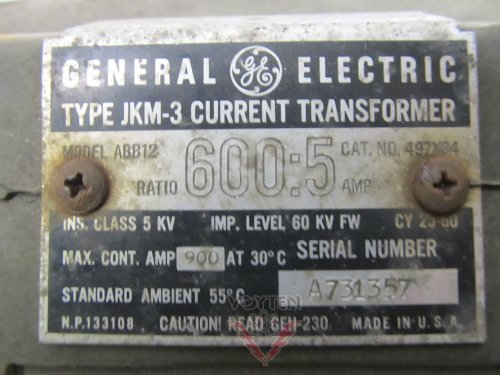 GENERAL GE ELECTRIC
TYPE JKM-3 CURRENT TRANSFORMER
MODEL ABB12 600:5 CAT. NO. 497X84
RATIO AMP
INS. CLASS 5 KV IMP. LEVEL 60 KV FW CY 25-60
MAX. CONT. AMP 900 AT 30°C SERIAL NUMBER
STANDARD AMBIENT 55°C A731357
VOYTEN
N.P.133108 CAUTION! READ GEH-230 MADE IN U.S.A.